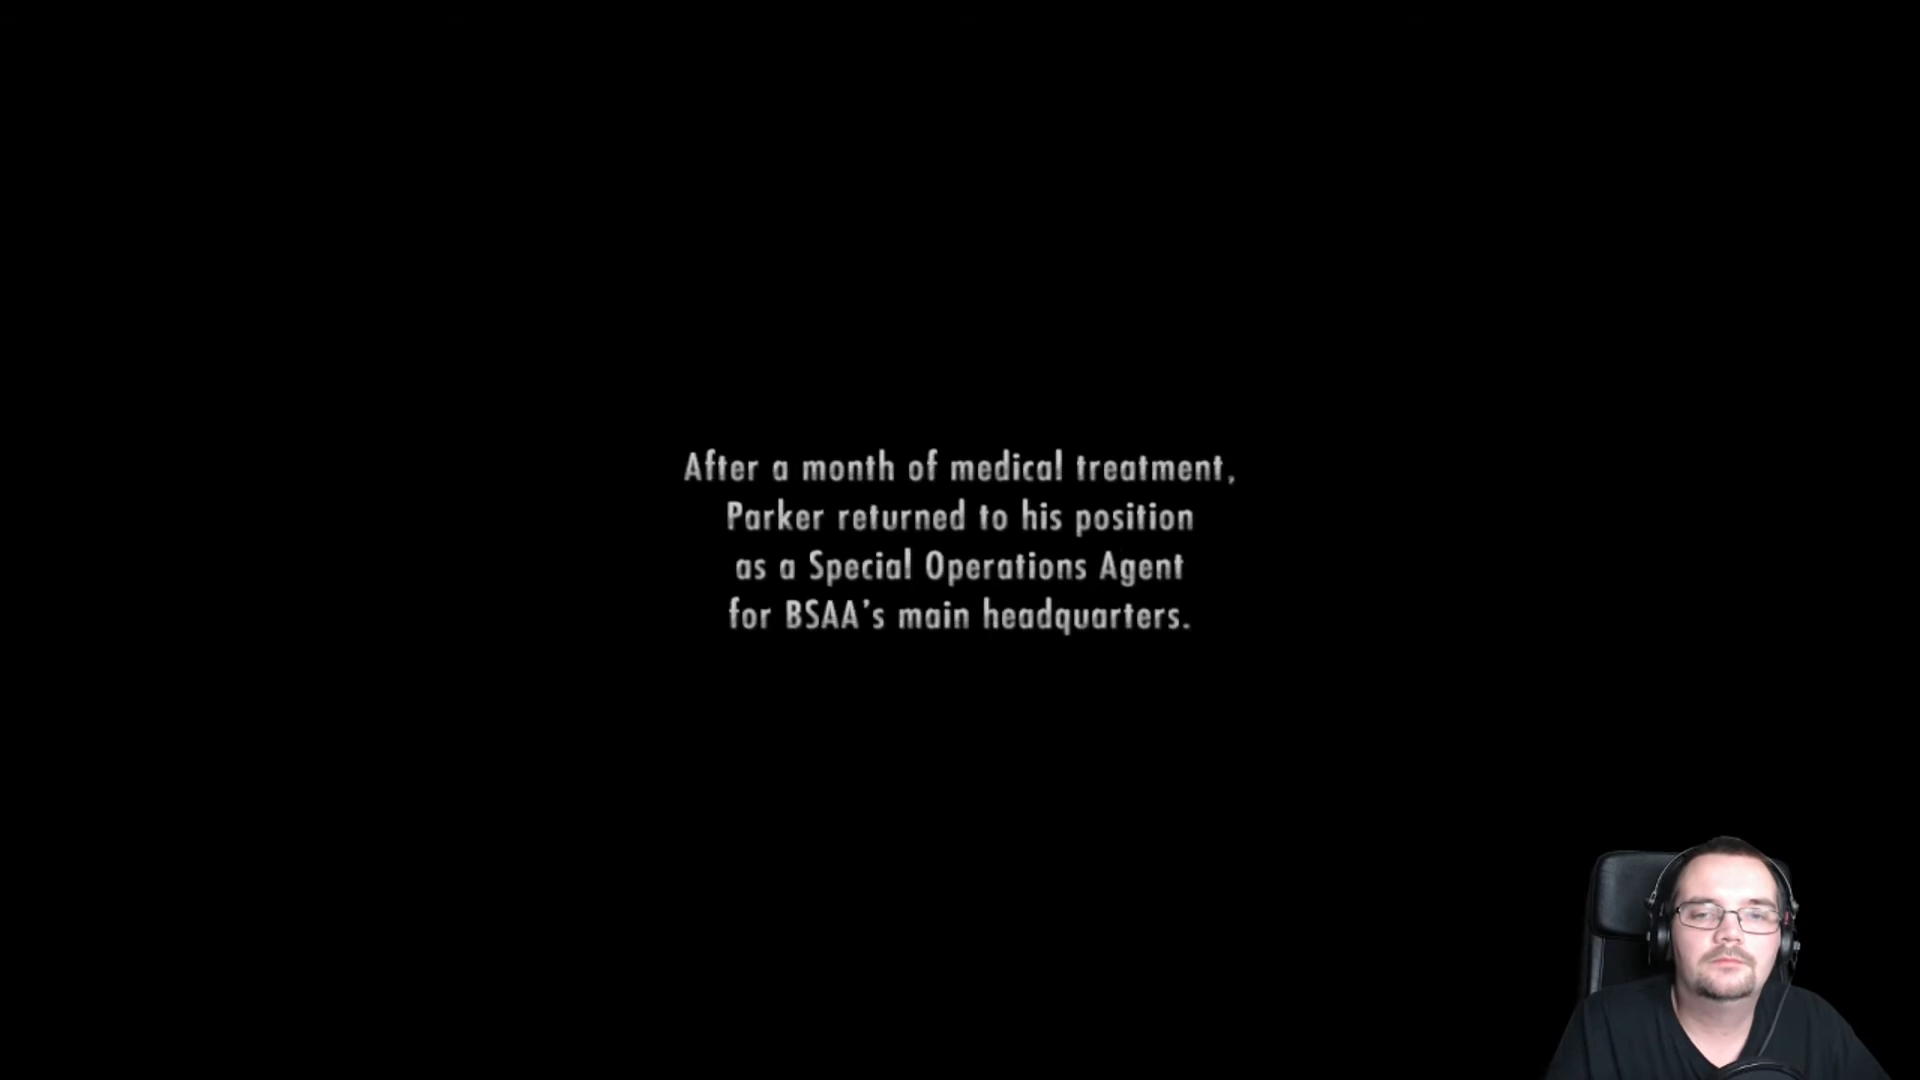 After a month of medical treatment,
Parker returned to his position
as a Special Operations Agent
for BSAA's main headquarters.